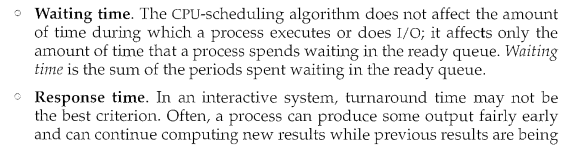 ◦ Waiting time. The CPU-scheduling algorithm does not affect the amount
of time during which a process executes or does I/O; it affects only the
amount of time that a process spends waiting in the ready queue. Waiting
time is the sum of the periods spent waiting in the ready queue.
◦ Response time. In an interactive system, turnaround time may not be
the best criterion. Often, a process can produce some output fairly early
and can continue computing new results while previous results are being